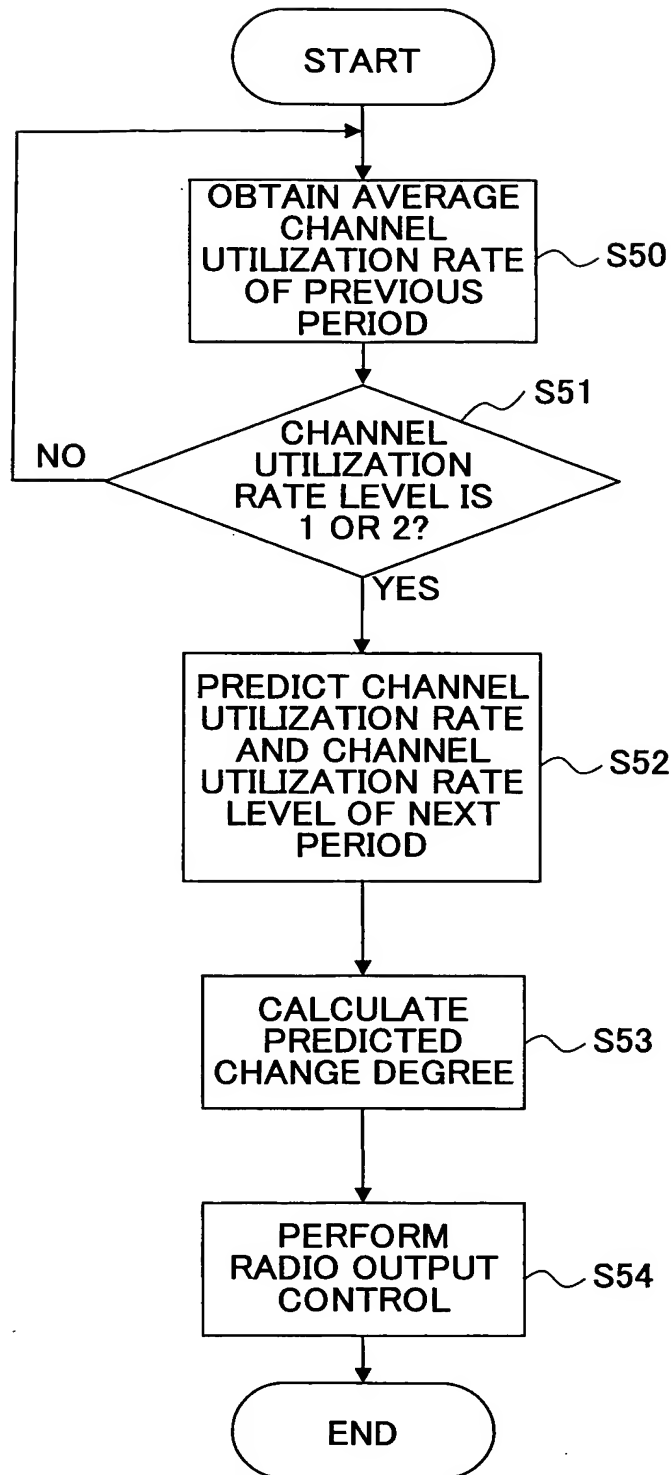 START
OBTAIN AVERAGE
CHANNEL
UTILIZATION RATE
OF PREVIOUS
PERIOD
S50
S51
CHANNEL
UTILIZATION
RATE LEVEL IS
1 OR 2?
NO
YES
PREDICT CHANNEL
UTILIZATION RATE
AND CHANNEL
UTILIZATION RATE
LEVEL OF NEXT
PERIOD
S52
CALCULATE
PREDICTED
CHANGE DEGREE
S53
PERFORM
RADIO OUTPUT
CONTROL
S54
END